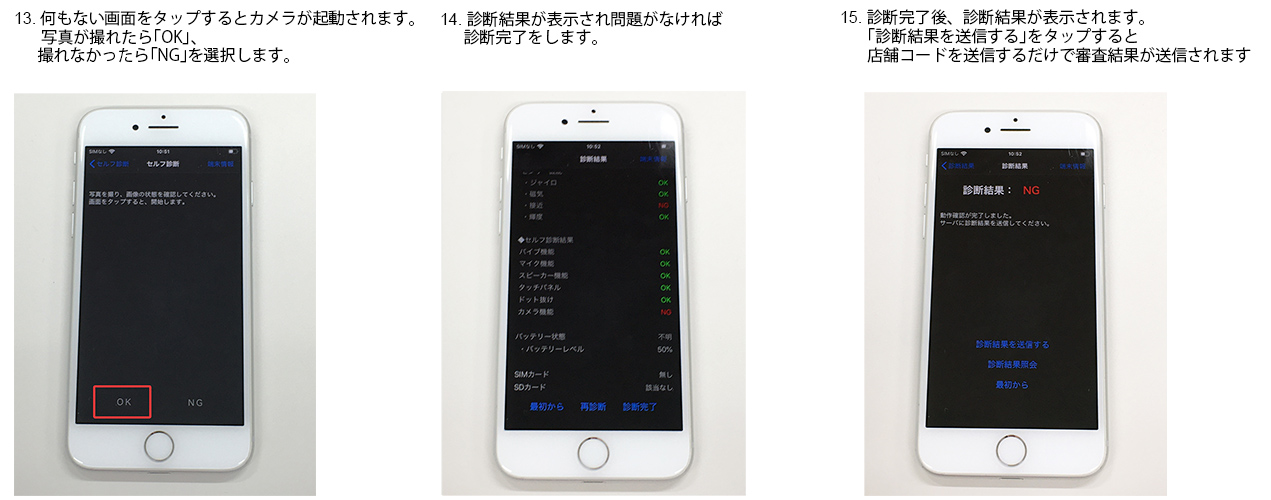 13. 何もない画面をタップするとカメラが起動されます。
写真が撮れたら「OK」、
撮れなかったら「NG」を選択します。
SIMなし
10:51
セルフ診断
セルフ診断
端末情報
写真を撮り、画像の状態を確認してください。
画面をタップすると、開始します。
OK
NG
14. 診断結果が表示され問題がなければ
診断完了をします。
SIMなし
10:52
診断結果
端末情報
・ジャイロ OK
・磁気 OK
・接近 NG
・輝度 OK
◆セルフ診断結果
バイブ機能 OK
マイク機能 OK
スピーカー機能 OK
タッチパネル OK
ドット抜け OK
カメラ機能 NG
バッテリー状態 不明
・バッテリーレベル 50%
SIMカード 無し
SDカード 該当なし
最初から 再診断 診断完了
15. 診断完了後、診断結果が表示されます。
「診断結果を送信する」をタップすると
店舗コードを送信するだけで審査結果が送信されます
SIMなし
10:52
診断結果
診断結果
端末情報
診断結果： NG
動作確認が完了しました。
サーバに診断結果を送信してください。
診断結果を送信する
診断結果照会
最初から